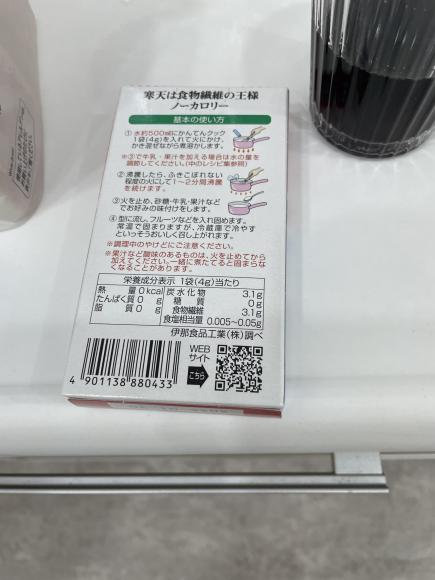 寒天は食物繊維の王様
ノーカロリー
基本の使い方
①水約500mlにかんてんクック
1袋(4g)を入れて火にかけ、
かき混ぜながら煮溶かします。
※③で牛乳・果汁を加える場合は水の量を
調節してください。(中のレシピ集参照)
②沸騰したら、ふきこぼれない
程度の火にして1〜2分間沸騰
を続けます。
③火を止め、砂糖・牛乳・果汁など
でお好みの味付けをします。
④型に流し、フルーツなどを入れ固めます。
常温で固まりますが、冷蔵庫で冷やす
といっそうおいしく召し上がれます。
※調理中のやけどにご注意ください。
※果汁など酸味のあるものは、火を止めてから
加えてください。一緒に煮たてると固まらな
くなることがあります。
栄養成分表示 1袋(4g)当たり
熱量 0kcal 炭水化物 3.1g
たんぱく質 0g 糖質 0g
脂質 0g 食物繊維 3.1g
食塩相当量 0.005〜0.05g
伊那食品工業(株)調べ
WEB
サイト
こちら
4 901138 880433